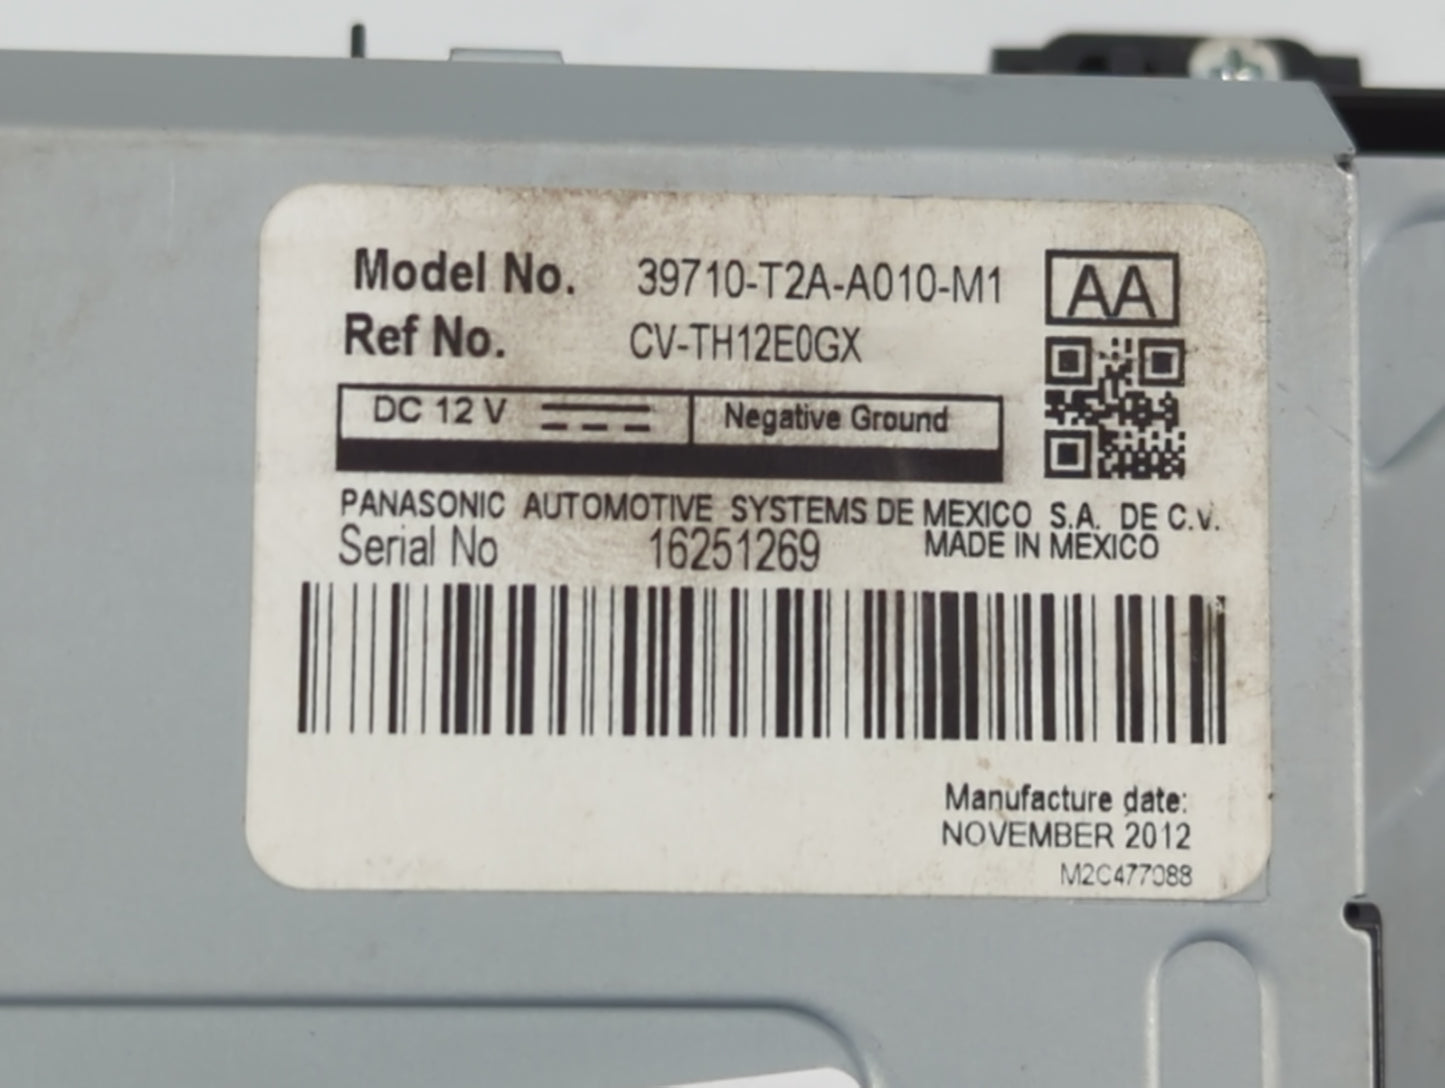 Model No. 39710-T2A-A010-M1 AA
Ref No. CV-TH12E0GX
DC 12 V Negative Ground
PANASONIC AUTOMOTIVE SYSTEMS DE MEXICO S.A. DE C.V.
Serial No 16251269 MADE IN MEXICO
Manufacture date:
NOVEMBER 2012
M2C477088